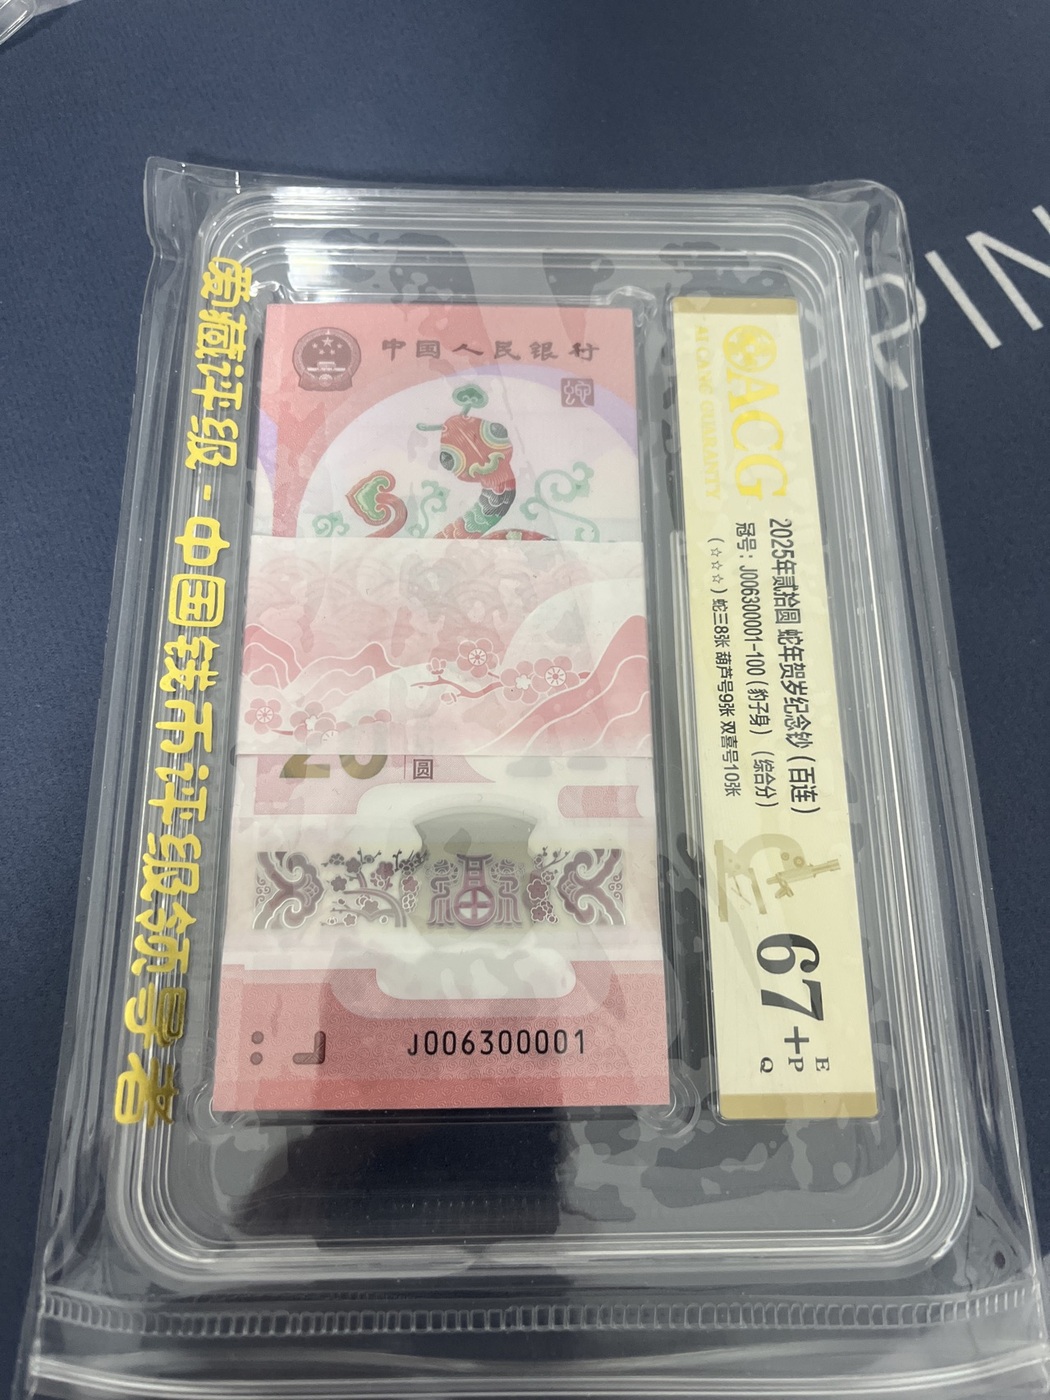 爱藏评级 - 中国钱币评级领导者
中国人民银行
20
圆
J006300001
ACG
AI CANG GUARANTY
2025年贰拾圆 蛇年贺岁纪念钞 (百连)
冠号: J006300001-100 (豹子身) (综合分)
(☆☆☆) 蛇三8张 葫芦号9张 双喜号10张
67+
E
P
Q
PIN